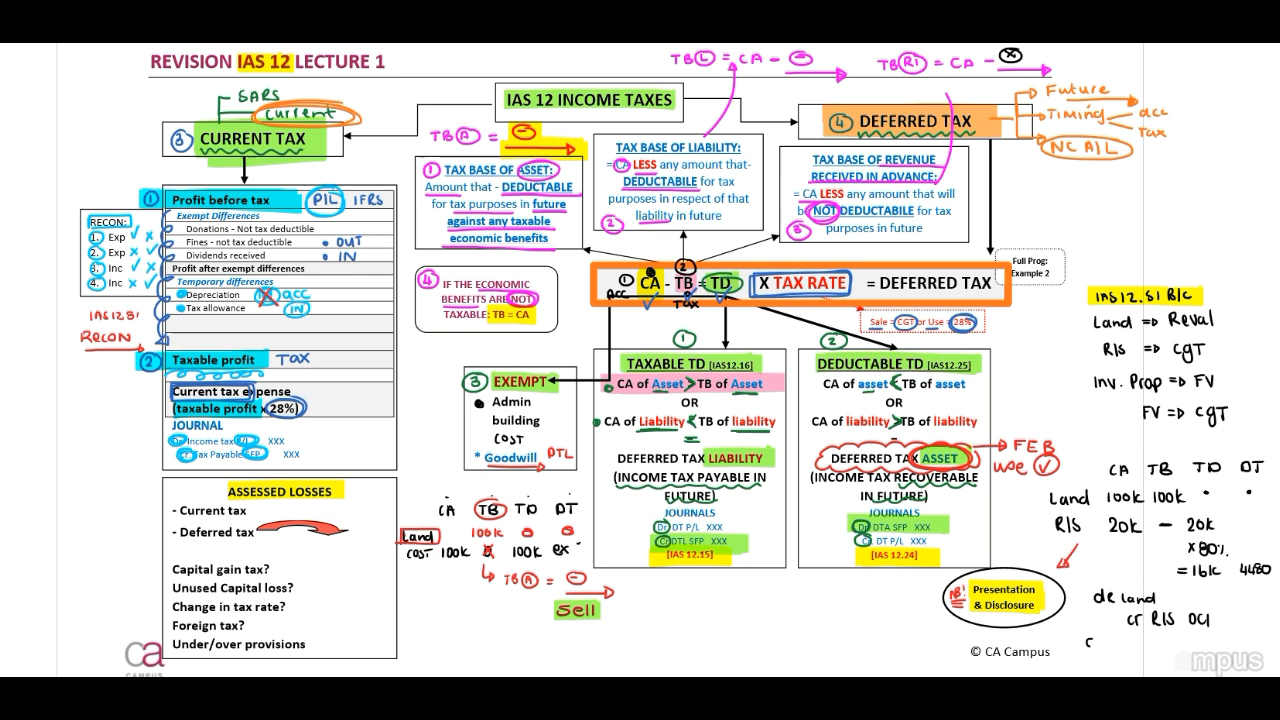 REVISION IAS 12 LECTURE 1
TB(L) = CA - (-)
TB(RI) = CA - (x)
SARS
current
IAS 12 INCOME TAXES
(3) CURRENT TAX
(4) DEFERRED TAX
Future
Timing
acc
tax
NC A/L
TB(A) = (-)
(1) Profit before tax P/L IFRS
Exempt Differences
Donations - Not tax deductible
Fines - not tax deductible • OUT
Dividends received • IN
Profit after exempt differences
Temporary differences
Depreciation acc
Tax allowance IN
(2) Taxable profit TAX
Current tax expense
(taxable profit x 28%)
JOURNAL
Dr Income tax P/L XXX
Cr Tax Payable SFP XXX
RECON:
1. Exp ✓ x
2. Exp x ✓
3. Inc ✓ x
4. Inc x ✓
IAS12 81
RECON
(1) TAX BASE OF ASSET:
Amount that - DEDUCTABLE
for tax purposes in future
against any taxable
economic benefits
TAX BASE OF LIABILITY:
= CA LESS any amount that-
DEDUCTIBILE for tax
purposes in respect of that
liability in future
(2)
TAX BASE OF REVENUE
RECEIVED IN ADVANCE:
= CA LESS any amount that will
be NOT DEDUCTABILE for tax
(3) purposes in future
(4) IF THE ECONOMIC
BENEFITS ARE NOT
TAXABLE: TB = CA
Full Prog:
Example 2
(2)
(1) CA - TB = TD X TAX RATE = DEFERRED TAX
ACC TAX
Sale = CGT or Use = 28%
(3) EXEMPT
• Admin
building
COST
* Goodwill DTL
(1)
TAXABLE TD [IAS12.16]
CA of Asset > TB of Asset
OR
CA of Liability < TB of liability
=
DEFERRED TAX LIABILITY
(INCOME TAX PAYABLE IN
FUTURE)
JOURNALS
Dr DT P/L XXX
Cr DTL SFP XXX
[IAS 12.15]
(2)
DEDUCTABLE TD [IAS12.25]
CA of asset < TB of asset
OR
CA of liability > TB of liability
=
DEFERRED TAX ASSET
(INCOME TAX RECOVERABLE
IN FUTURE)
JOURNALS
Dr DTA SFP XXX
Cr DT P/L XXX
[IAS 12.24]
FEB
use ✓
IAS12.51 B/C
Land => Reval
R/S => CGT
Inv. Prop => FV
FV => CGT
CA TB TD DT
Land 100k 100k • •
R/S 20k - 20k
x80%
= 16k 4480
dr land
cr R/S OCI
c
ASSESSED LOSSES
- Current tax
- Deferred tax
Capital gain tax?
Unused Capital loss?
Change in tax rate?
Foreign tax?
Under/over provisions
CA TB TD DT
Land 100k 0 0
COST 100k 0 100k ex
TB(A) = (-)
Sell
NB! Presentation
& Disclosure
© CA Campus
ca
CAMPUS
mpus